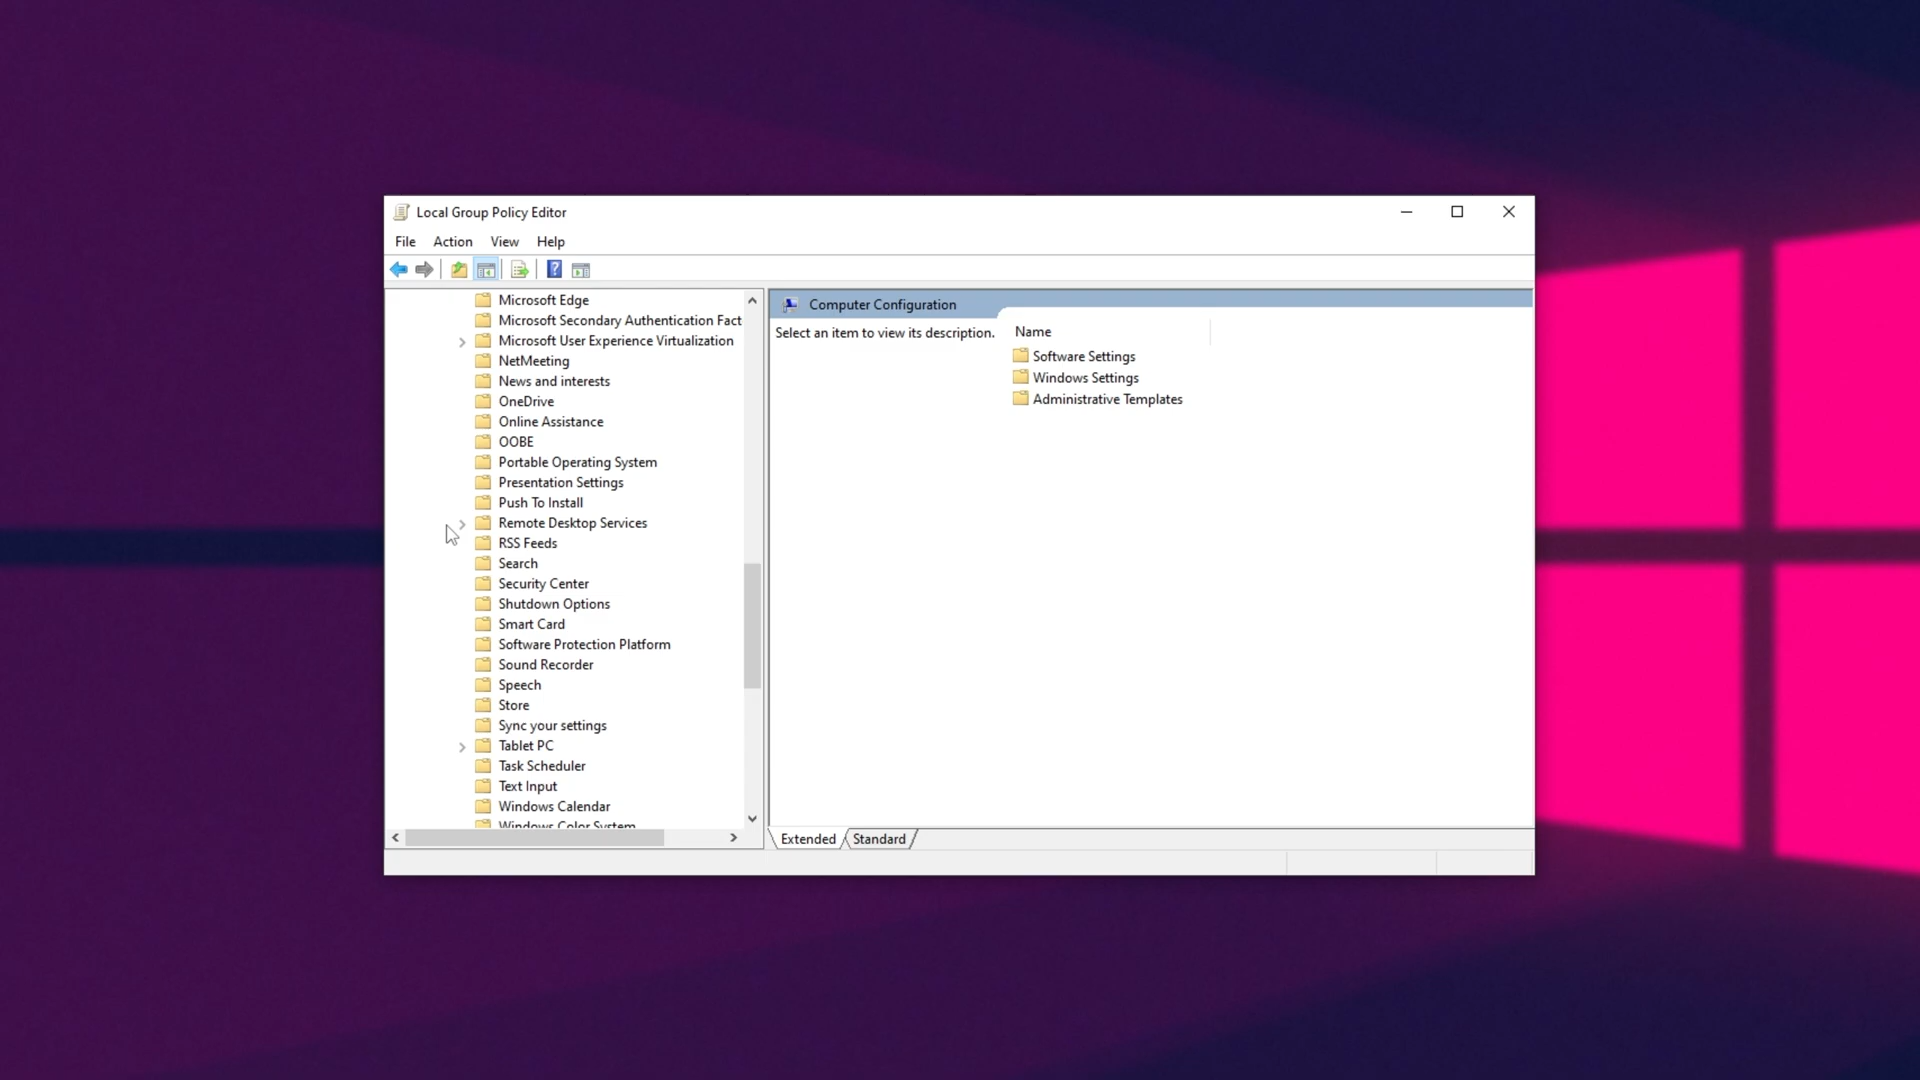 Local Group Policy Editor
File Action View Help
Microsoft Edge
Microsoft Secondary Authentication Fact
Microsoft User Experience Virtualization
NetMeeting
News and interests
OneDrive
Online Assistance
OOBE
Portable Operating System
Presentation Settings
Push To Install
Remote Desktop Services
RSS Feeds
Search
Security Center
Shutdown Options
Smart Card
Software Protection Platform
Sound Recorder
Speech
Store
Sync your settings
Tablet PC
Task Scheduler
Text Input
Windows Calendar
Windows Color System
Computer Configuration
Select an item to view its description.
Name
Software Settings
Windows Settings
Administrative Templates
Extended Standard